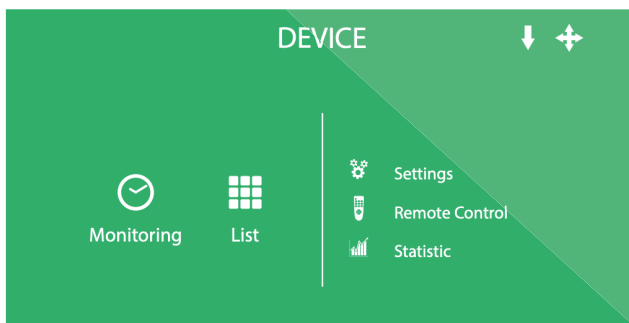 DEVICE
Monitoring
List
Settings
Remote Control
Statistic